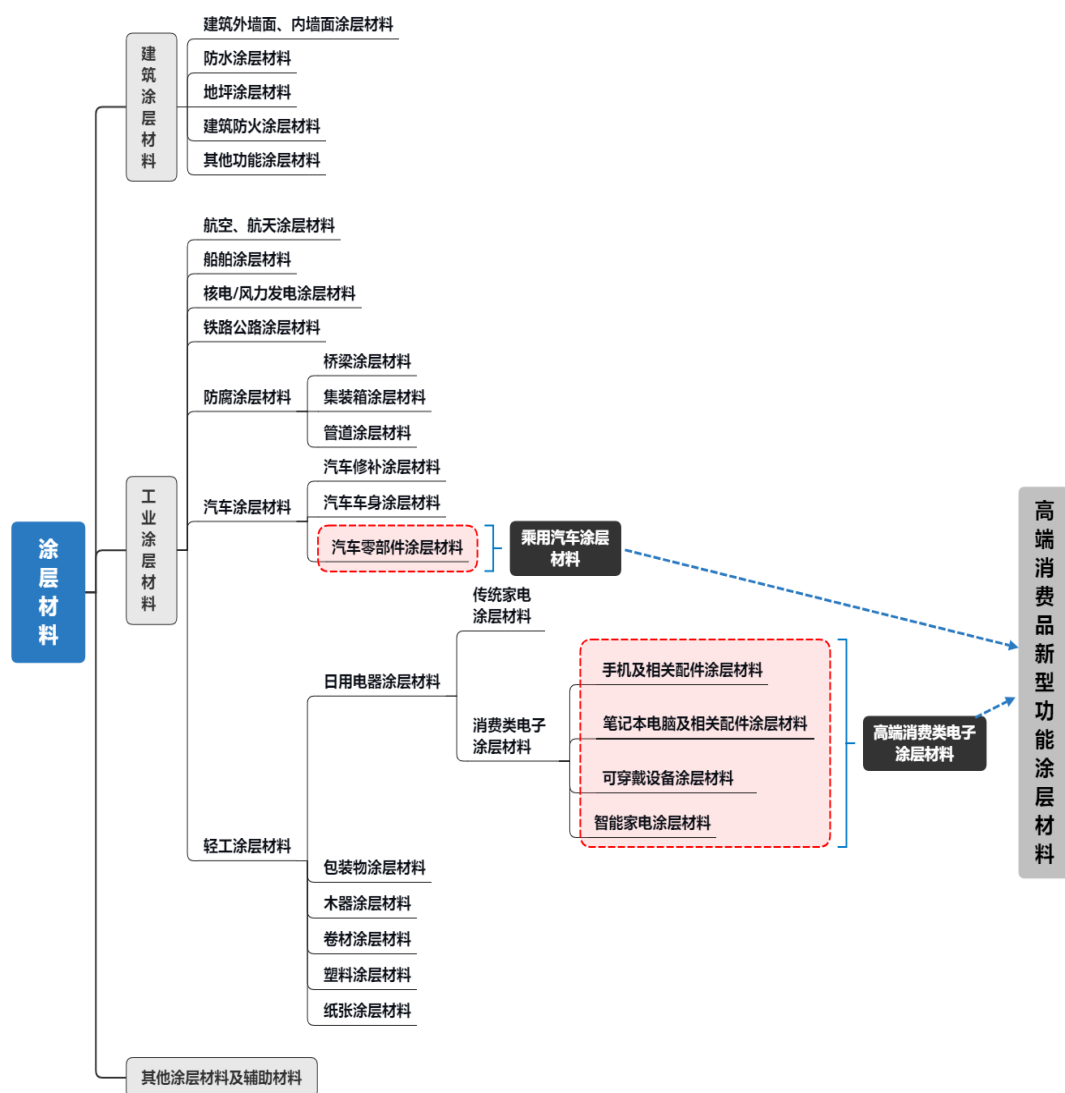 涂层材料
建筑涂层材料
建筑外墙面、内墙面涂层材料
防水涂层材料
地坪涂层材料
建筑防火涂层材料
其他功能涂层材料
工业涂层材料
航空、航天涂层材料
船舶涂层材料
核电/风力发电涂层材料
铁路公路涂层材料
防腐涂层材料
桥梁涂层材料
集装箱涂层材料
管道涂层材料
汽车涂层材料
汽车修补涂层材料
汽车车身涂层材料
汽车零部件涂层材料
乘用汽车涂层
材料
轻工涂层材料
日用电器涂层材料
传统家电
涂层材料
消费类电子
涂层材料
手机及相关配件涂层材料
笔记本电脑及相关配件涂层材料
可穿戴设备涂层材料
智能家电涂层材料
高端消费类电子
涂层材料
高端消费品新型功能涂层材料
包装物涂层材料
木器涂层材料
卷材涂层材料
塑料涂层材料
纸张涂层材料
其他涂层材料及辅助材料